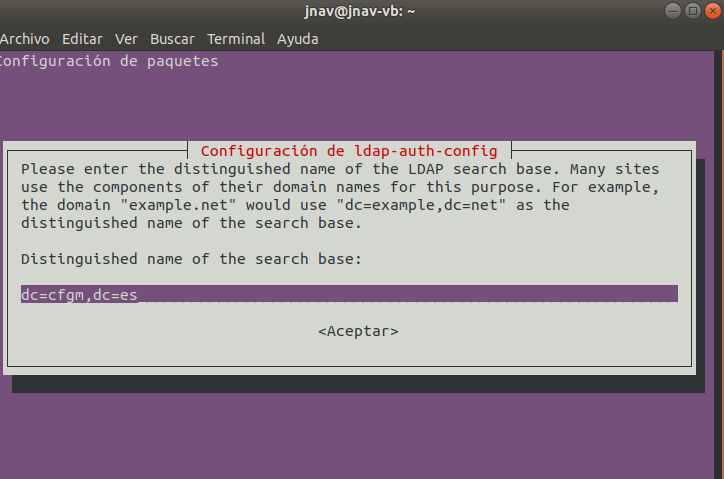 jnav@jnav-vb: ~
Archivo Editar Ver Buscar Terminal Ayuda
Configuración de paquetes
Configuración de ldap-auth-config
Please enter the distinguished name of the LDAP search base. Many sites
use the components of their domain names for this purpose. For example,
the domain "example.net" would use "dc=example,dc=net" as the
distinguished name of the search base.
Distinguished name of the search base:
dc=cfgm,dc=es
<Aceptar>